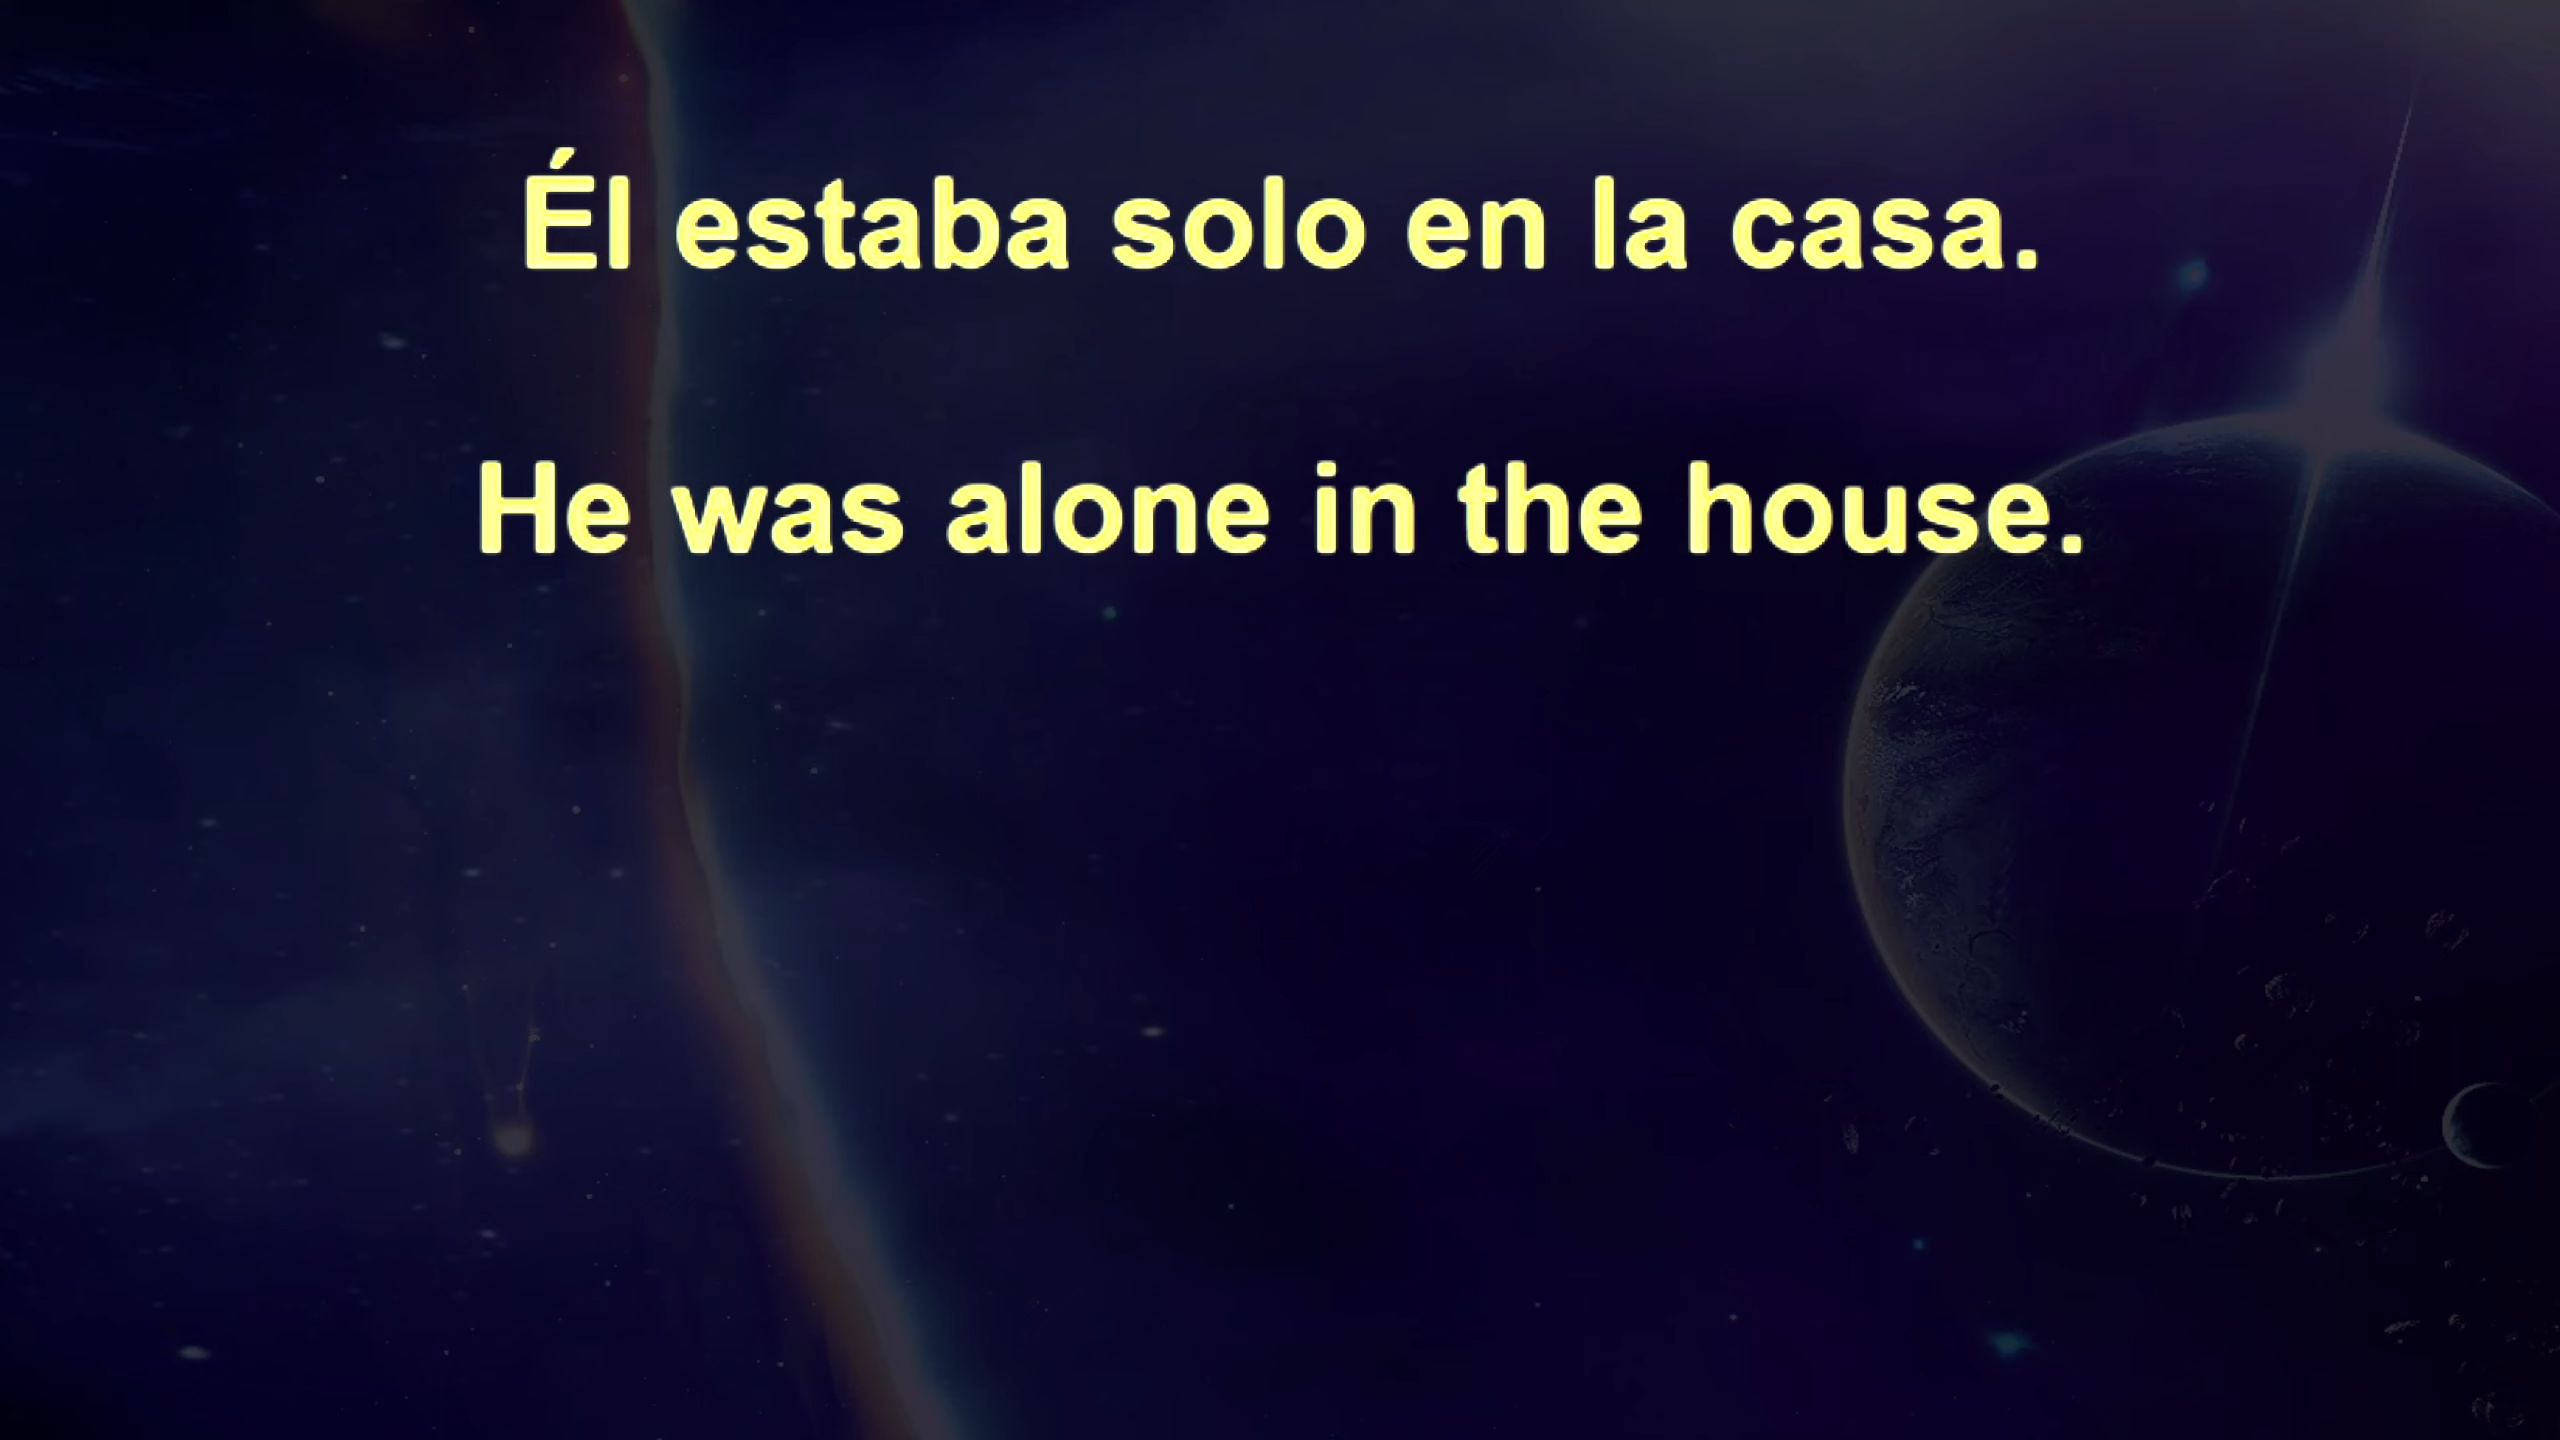 Él estaba solo en la casa.
He was alone in the house.